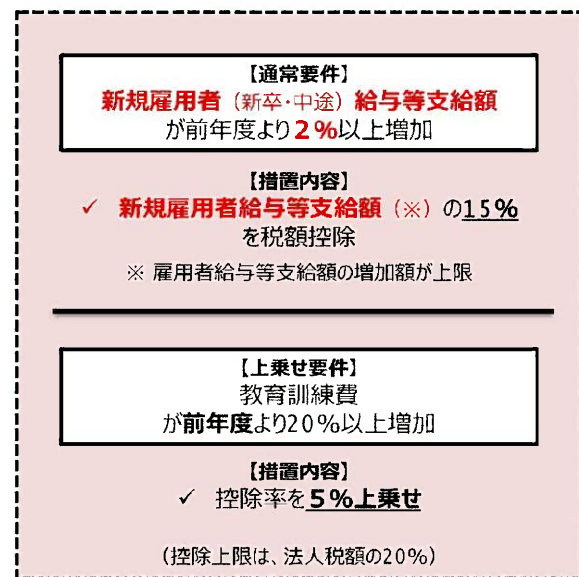 【通常要件】
新規雇用者（新卒・中途）給与等支給額
が前年度より２%以上増加
【措置内容】
✓ 新規雇用者給与等支給額（※）の15%
を税額控除
※ 雇用者給与等支給額の増加額が上限
【上乗せ要件】
教育訓練費
が前年度より20%以上増加
【措置内容】
✓ 控除率を５%上乗せ
(控除上限は、法人税額の20%)